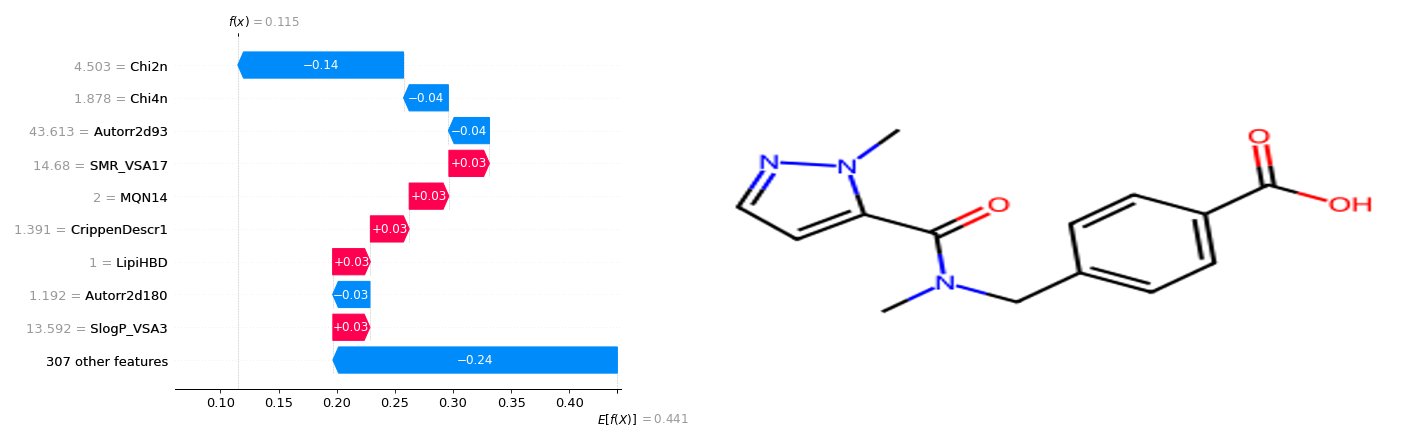 f(x) = 0.115
4.503 = Chi2n
−0.14
1.878 = Chi4n
−0.04
43.613 = Autorr2d93
−0.04
14.68 = SMR_VSA17
+0.03
2 = MQN14
+0.03
1.391 = CrippenDescr1
+0.03
1 = LipiHBD
+0.03
1.192 = Autorr2d180
−0.03
13.592 = SlogP_VSA3
+0.03
307 other features
−0.24
0.10 0.15 0.20 0.25 0.30 0.35 0.40
E[f(X)] = 0.441
O
N N
OH
O
N